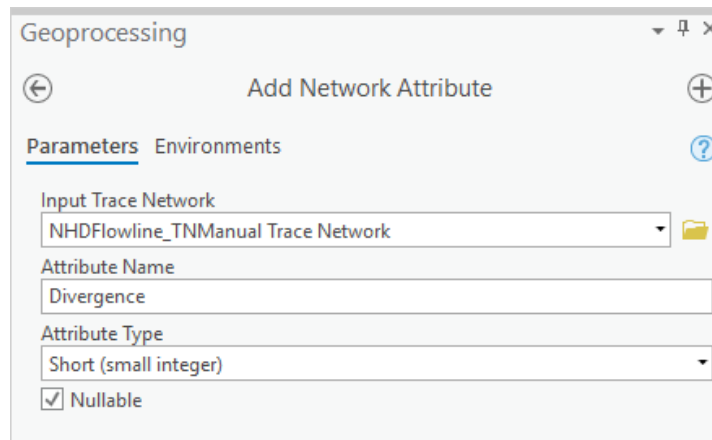 Geoprocessing
Add Network Attribute
Parameters Environments
Input Trace Network
NHDFlowline_TNManual Trace Network
Attribute Name
Divergence
Attribute Type
Short (small integer)
Nullable